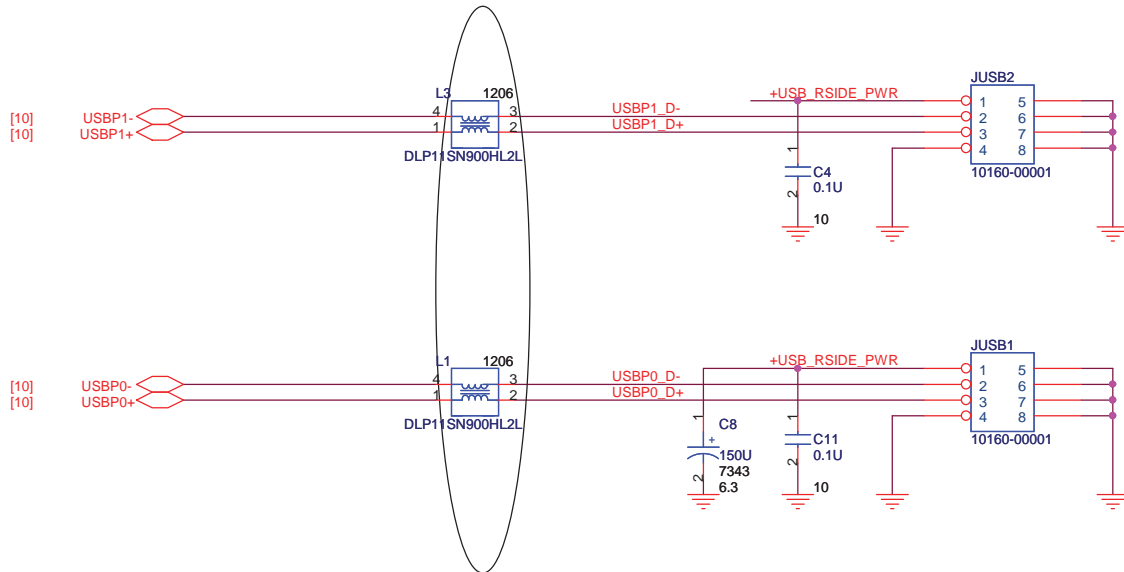 JUSB2
L3 1206
+USB_RSIDE_PWR
1 5
4 3
[10] USBP1- USBP1_D- 2 6
[10] USBP1+ USBP1_D+ 3 7
1 2
4 8
DLP11SN900HL2L
1 C4
10160-00001
2 0.1U
10
JUSB1
L1 1206
+USB_RSIDE_PWR
1 5
4 3
[10] USBP0- USBP0_D- 2 6
[10] USBP0+ USBP0_D+ 3 7
1 2
4 8
DLP11SN900HL2L
1 C8
1 C11
10160-00001
150U
0.1U
7343
2 6.3
2 10